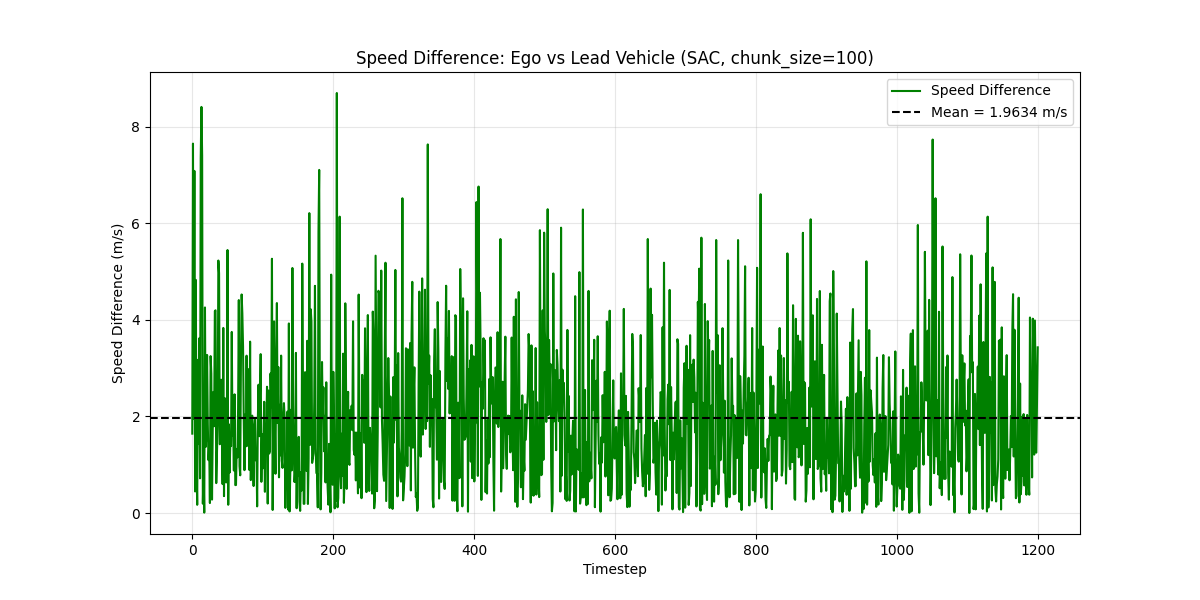 Speed Difference: Ego vs Lead Vehicle (SAC, chunk_size=100)
Speed Difference
Mean = 1.9634 m/s
Speed Difference (m/s)
8
6
4
2
0
0 200 400 600 800 1000 1200
Timestep